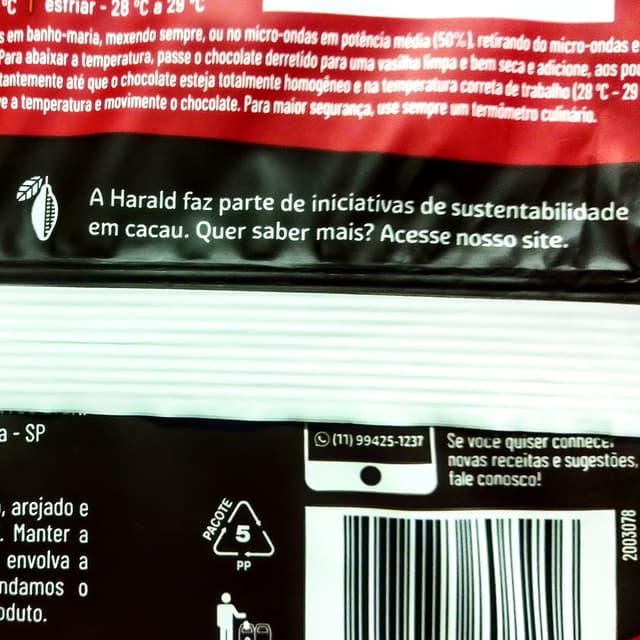 °C esfriar - 28 °C a 29 °C
s em banho-maria, mexendo sempre, ou no micro-ondas em potência média (50%), retirando do micro-ondas e
Para abaixar a temperatura, passe o chocolate derretido para uma vasilha limpa e bem seca e adicione, aos pou
tantemente até que o chocolate esteja totalmente homogêneo e na temperatura correta de trabalho (28 °C - 29
e a temperatura e movimente o chocolate. Para maior segurança, use sempre um termômetro culinário.
A Harald faz parte de iniciativas de sustentabilidade
em cacau. Quer saber mais? Acesse nosso site.
a - SP
, arejado e
. Manter a
envolva a
ndamos o
oduto.
PACOTE
5
PP
(11) 99425-1237
Se você quiser conhecer
novas receitas e sugestões,
fale conosco!
2003078